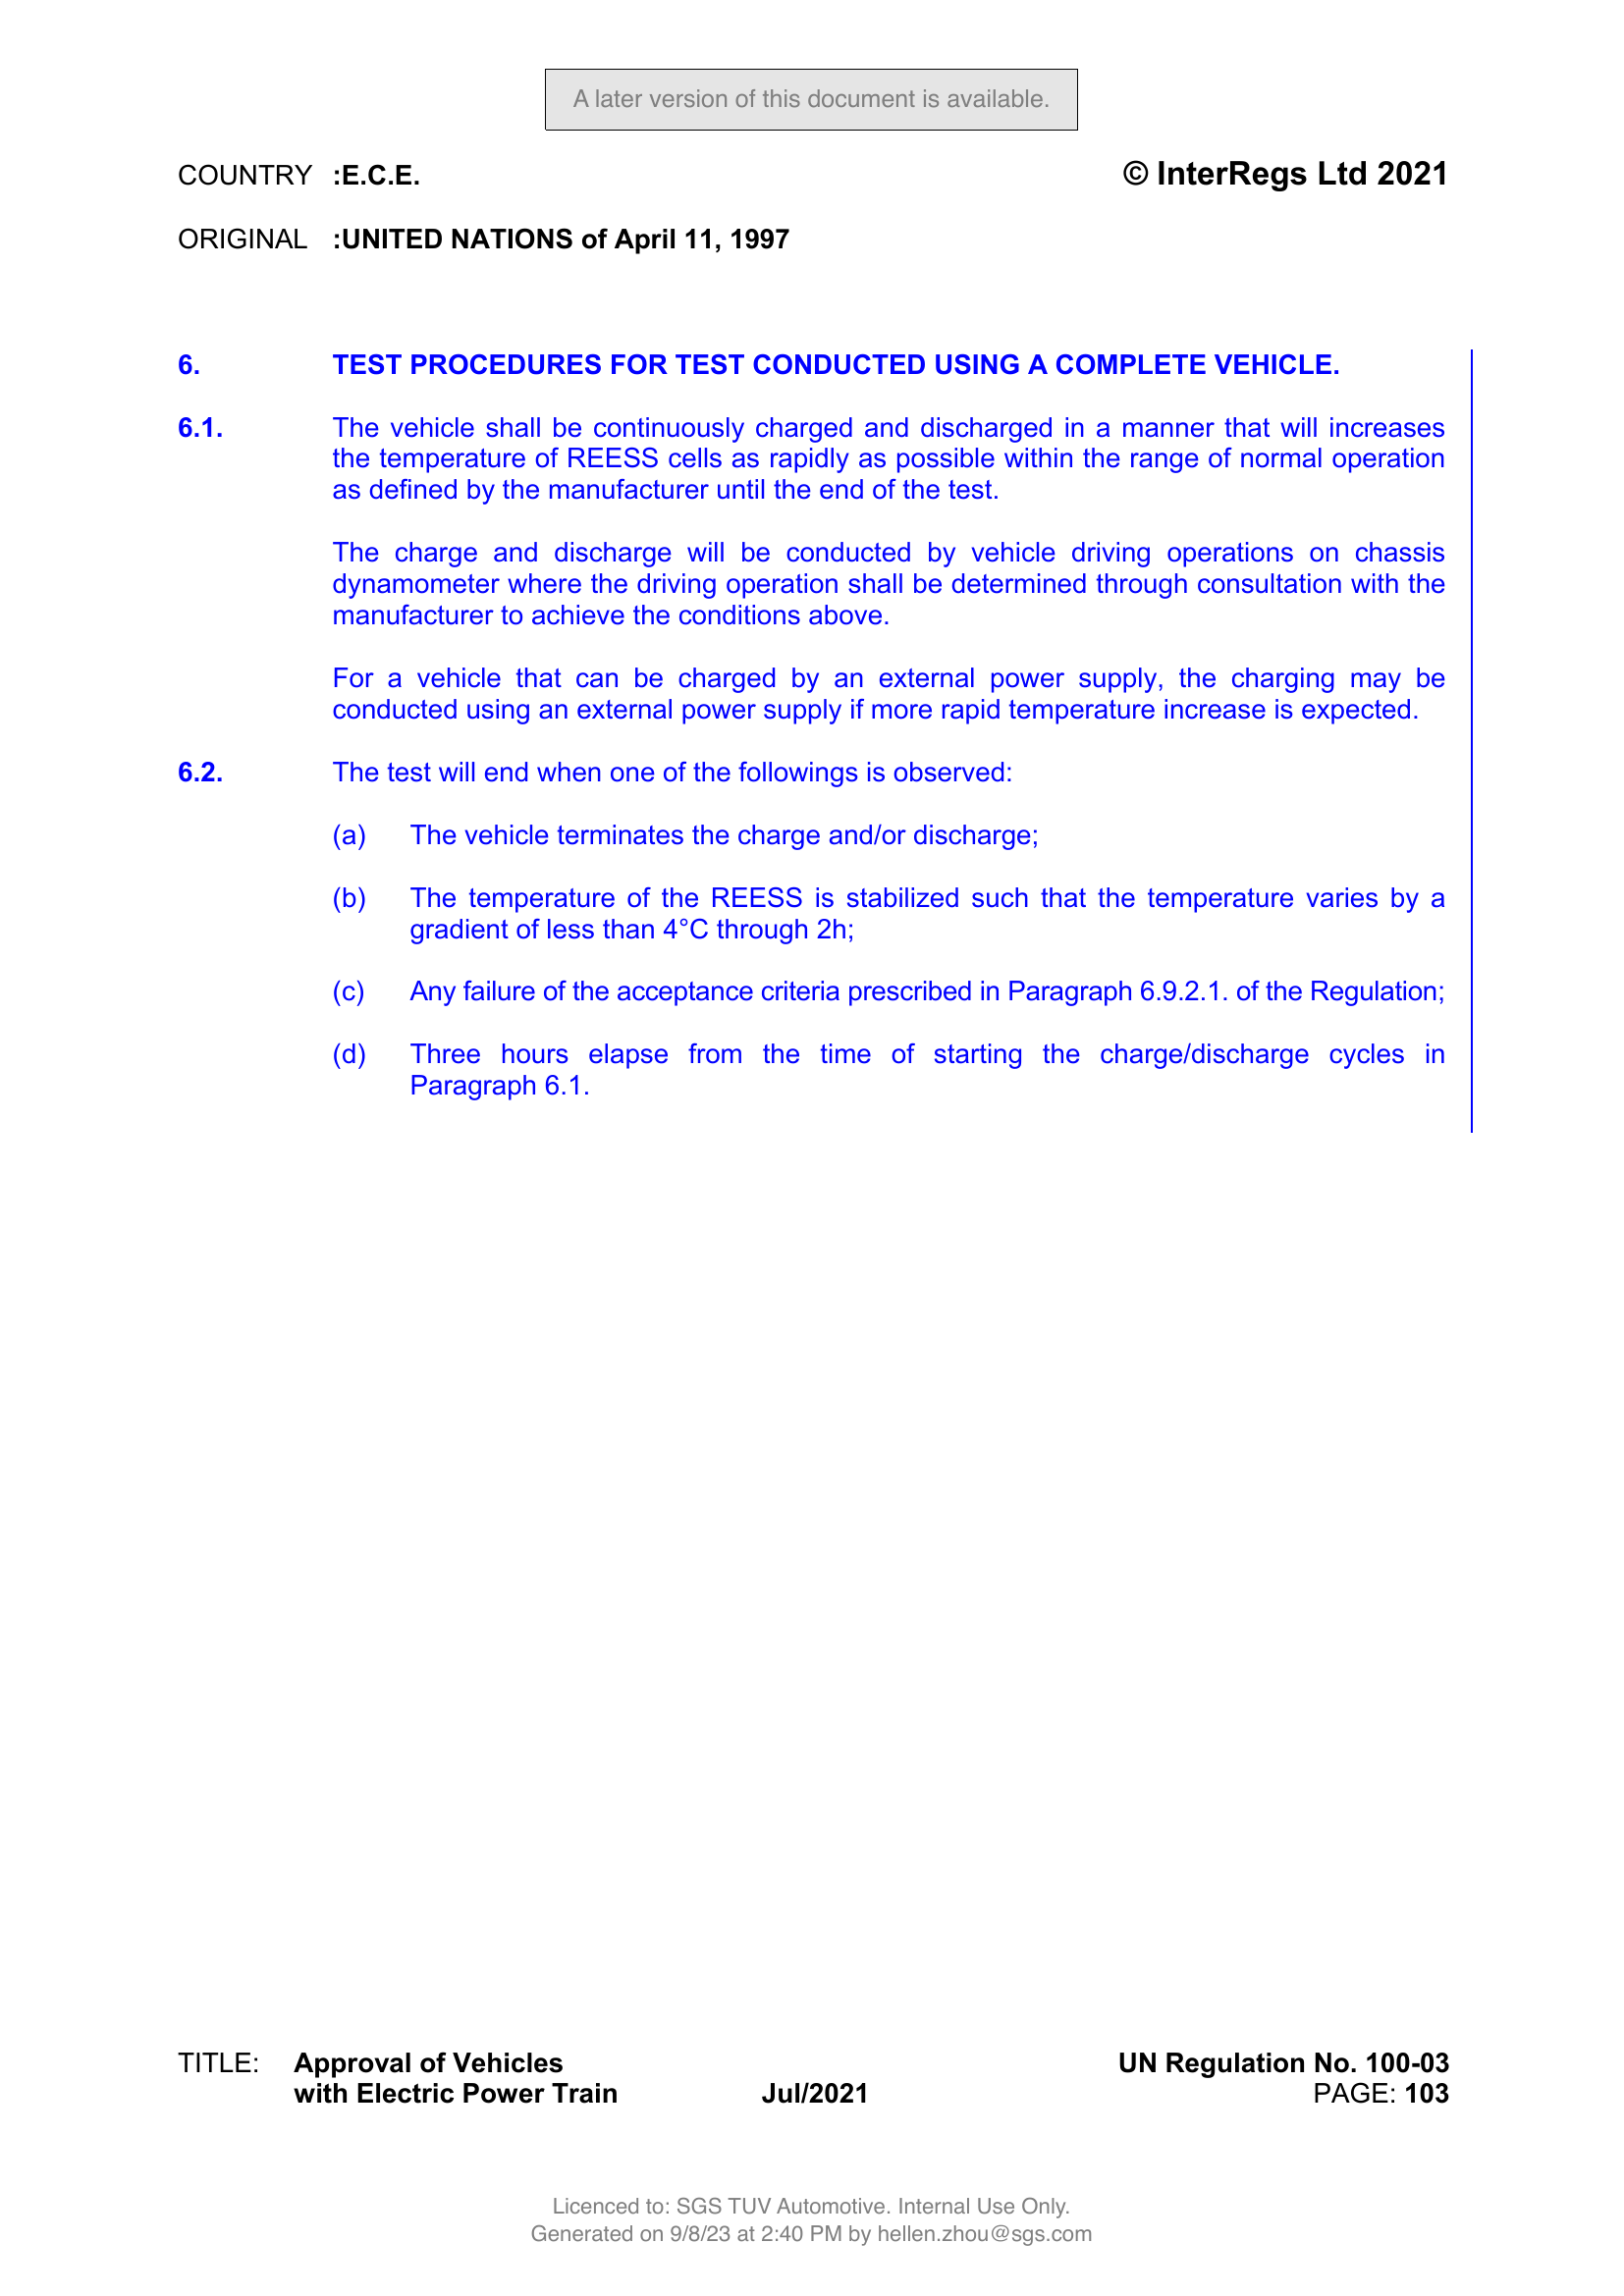 A later version of this document is available.
COUNTRY :E.C.E. © InterRegs Ltd 2021
ORIGINAL :UNITED NATIONS of April 11, 1997
6. TEST PROCEDURES FOR TEST CONDUCTED USING A COMPLETE VEHICLE.
6.1. The vehicle shall be continuously charged and discharged in a manner that will increases
the temperature of REESS cells as rapidly as possible within the range of normal operation
as defined by the manufacturer until the end of the test.
The charge and discharge will be conducted by vehicle driving operations on chassis
dynamometer where the driving operation shall be determined through consultation with the
manufacturer to achieve the conditions above.
For a vehicle that can be charged by an external power supply, the charging may be
conducted using an external power supply if more rapid temperature increase is expected.
6.2. The test will end when one of the followings is observed:
(a) The vehicle terminates the charge and/or discharge;
(b) The temperature of the REESS is stabilized such that the temperature varies by a
gradient of less than 4°C through 2h;
(c) Any failure of the acceptance criteria prescribed in Paragraph 6.9.2.1. of the Regulation;
(d) Three hours elapse from the time of starting the charge/discharge cycles in
Paragraph 6.1.
TITLE: Approval of Vehicles UN Regulation No. 100-03
with Electric Power Train Jul/2021 PAGE: 103
Licenced to: SGS TUV Automotive. Internal Use Only.
Generated on 9/8/23 at 2:40 PM by hellen.zhou@sgs.com